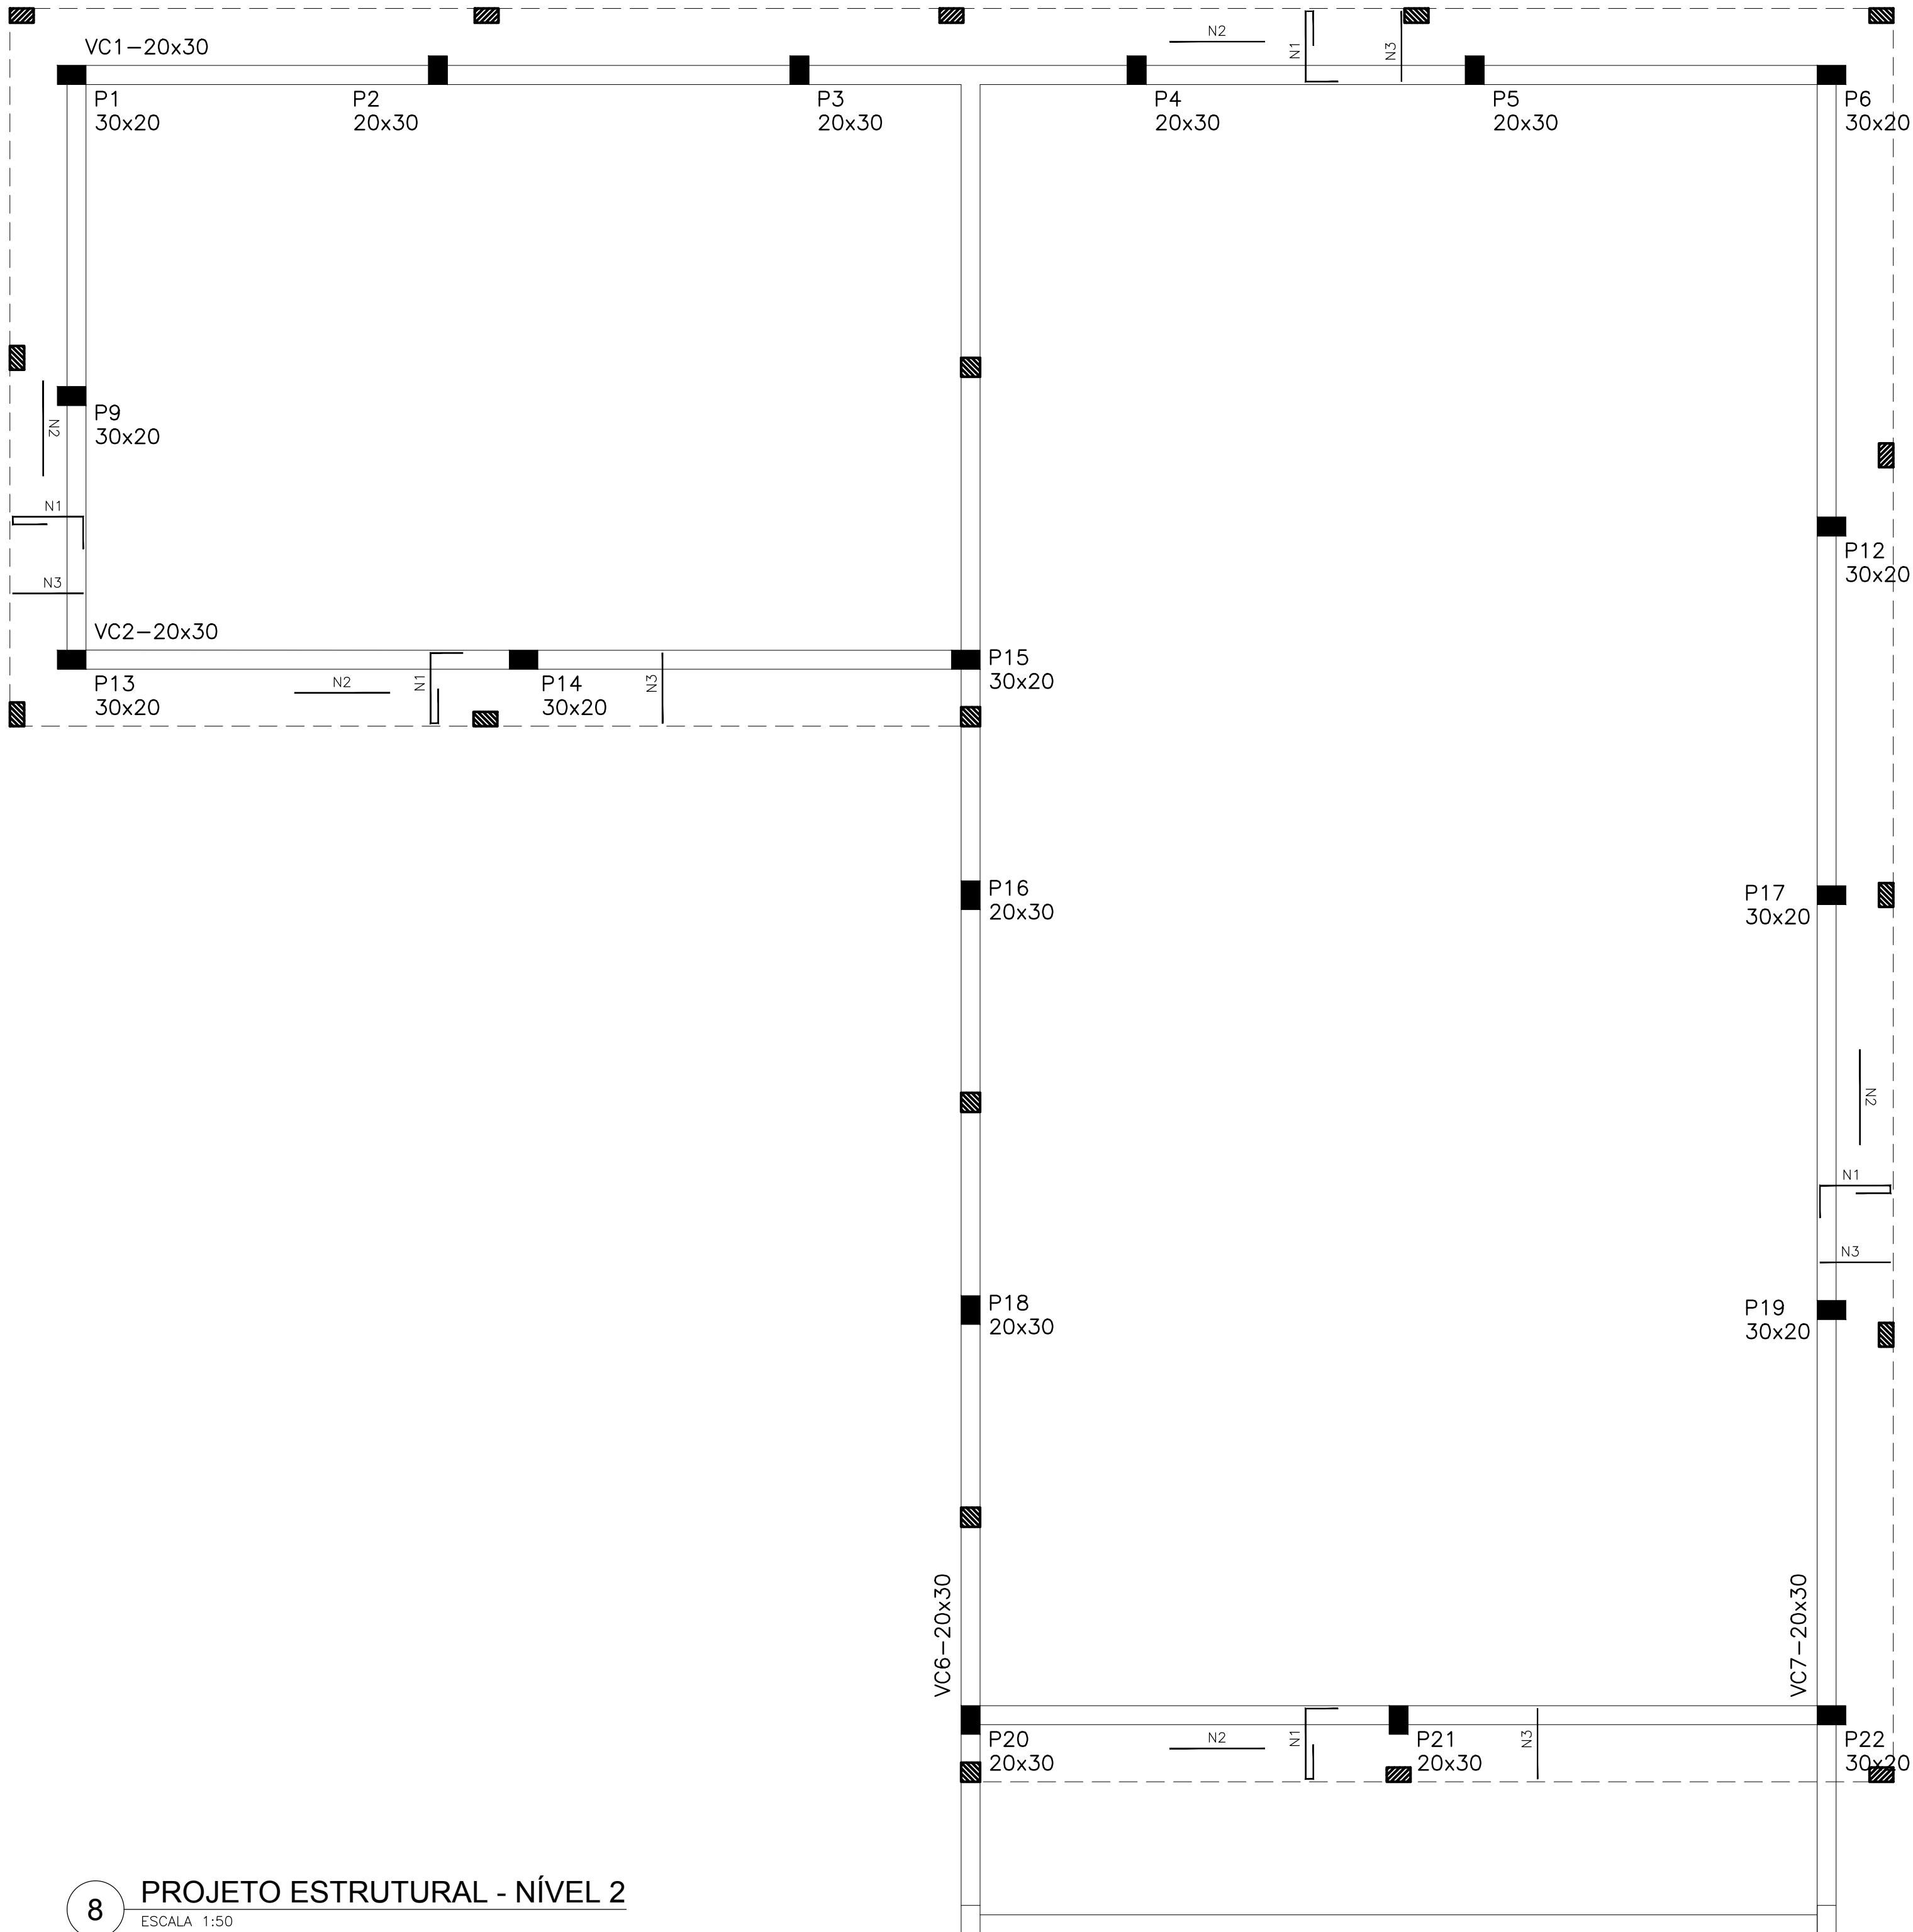 N2
N1
N3
VC1-20x30
P1
30x20
P2
20x30
P3
20x30
P4
20x30
P5
20x30
P6
30x20
P9
30x20
N2
N1
N3
P12
30x20
VC2-20x30
P13
30x20
N2
N1
P14
30x20
N3
P15
30x20
P16
20x30
P17
30x20
N2
N1
N3
P18
20x30
P19
30x20
VC6-20x30
VC7-20x30
P20
20x30
N2
N1
P21
20x30
N3
P22
30x20
8
PROJETO ESTRUTURAL - NÍVEL 2
ESCALA 1:50